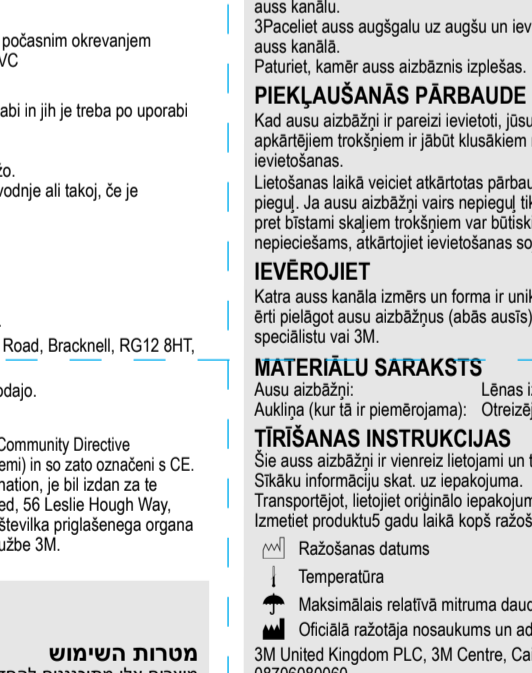 počasnim okrevanjem
VC
abi in jih je treba po uporabi
žo.
vodnje ali takoj, če je
Road, Bracknell, RG12 8HT,
odajo.
Community Directive
emi) in so zato označeni s CE.
nation, je bil izdan za te
ed, 56 Leslie Hough Way,
številka priglašenega organa
užbe 3M.
מטרות השימוש
auss kanālu.
3Paceliet auss augšgalu uz augšu un iev
auss kanālā.
Paturiet, kamēr auss aizbāznis izplešas.
PIEKĻAUŠANĀS PĀRBAUDE
Kad ausu aizbāžņi ir pareizi ievietoti, jūsu
apkārtējiem trokšņiem ir jābūt klusākiem
ievietošanas.
Lietošanas laikā veiciet atkārtotas pārbau
pieguļ. Ja ausu aizbāžņi vairs nepieguļ tik
pret bīstami skaļiem trokšņiem var būtisk
nepieciešams, atkārtojiet ievietošanas so
IEVĒROJIET
Katra auss kanāla izmērs un forma ir unik
ērti pielāgot ausu aizbāžņus (abās ausīs)
speciālistu vai 3M.
MATERIĀLU SARAKSTS
Ausu aizbāžņi: Lēnas i
Aukliņa (kur tā ir piemērojama): Otreizēj
TĪRĪŠANAS INSTRUKCIJAS
Šie auss aizbāžņi ir vienreiz lietojami un t
Sīkāku informāciju skat. uz iepakojuma.
Transportējot, lietojiet oriģinālo iepakojum
Izmetiet produktu5 gadu laikā kopš ražoš
Ražošanas datums
Temperatūra
Maksimālais relatīvā mitruma daud
Oficiālā ražotāja nosaukums un ad
3M United Kingdom PLC, 3M Centre, Cai